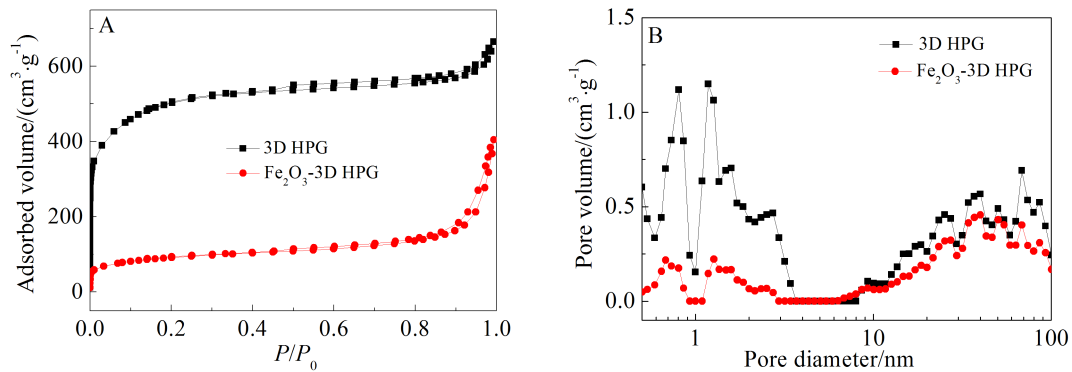 A
Adsorbed volume/(cm³·g⁻¹)
600
400
200
0
3D HPG
Fe₂O₃-3D HPG
0.0 0.2 0.4 0.6 0.8 1.0
P/P₀
B
Pore volume/(cm³·g⁻¹)
1.5
1.0
0.5
0.0
3D HPG
Fe₂O₃-3D HPG
1 10 100
Pore diameter/nm